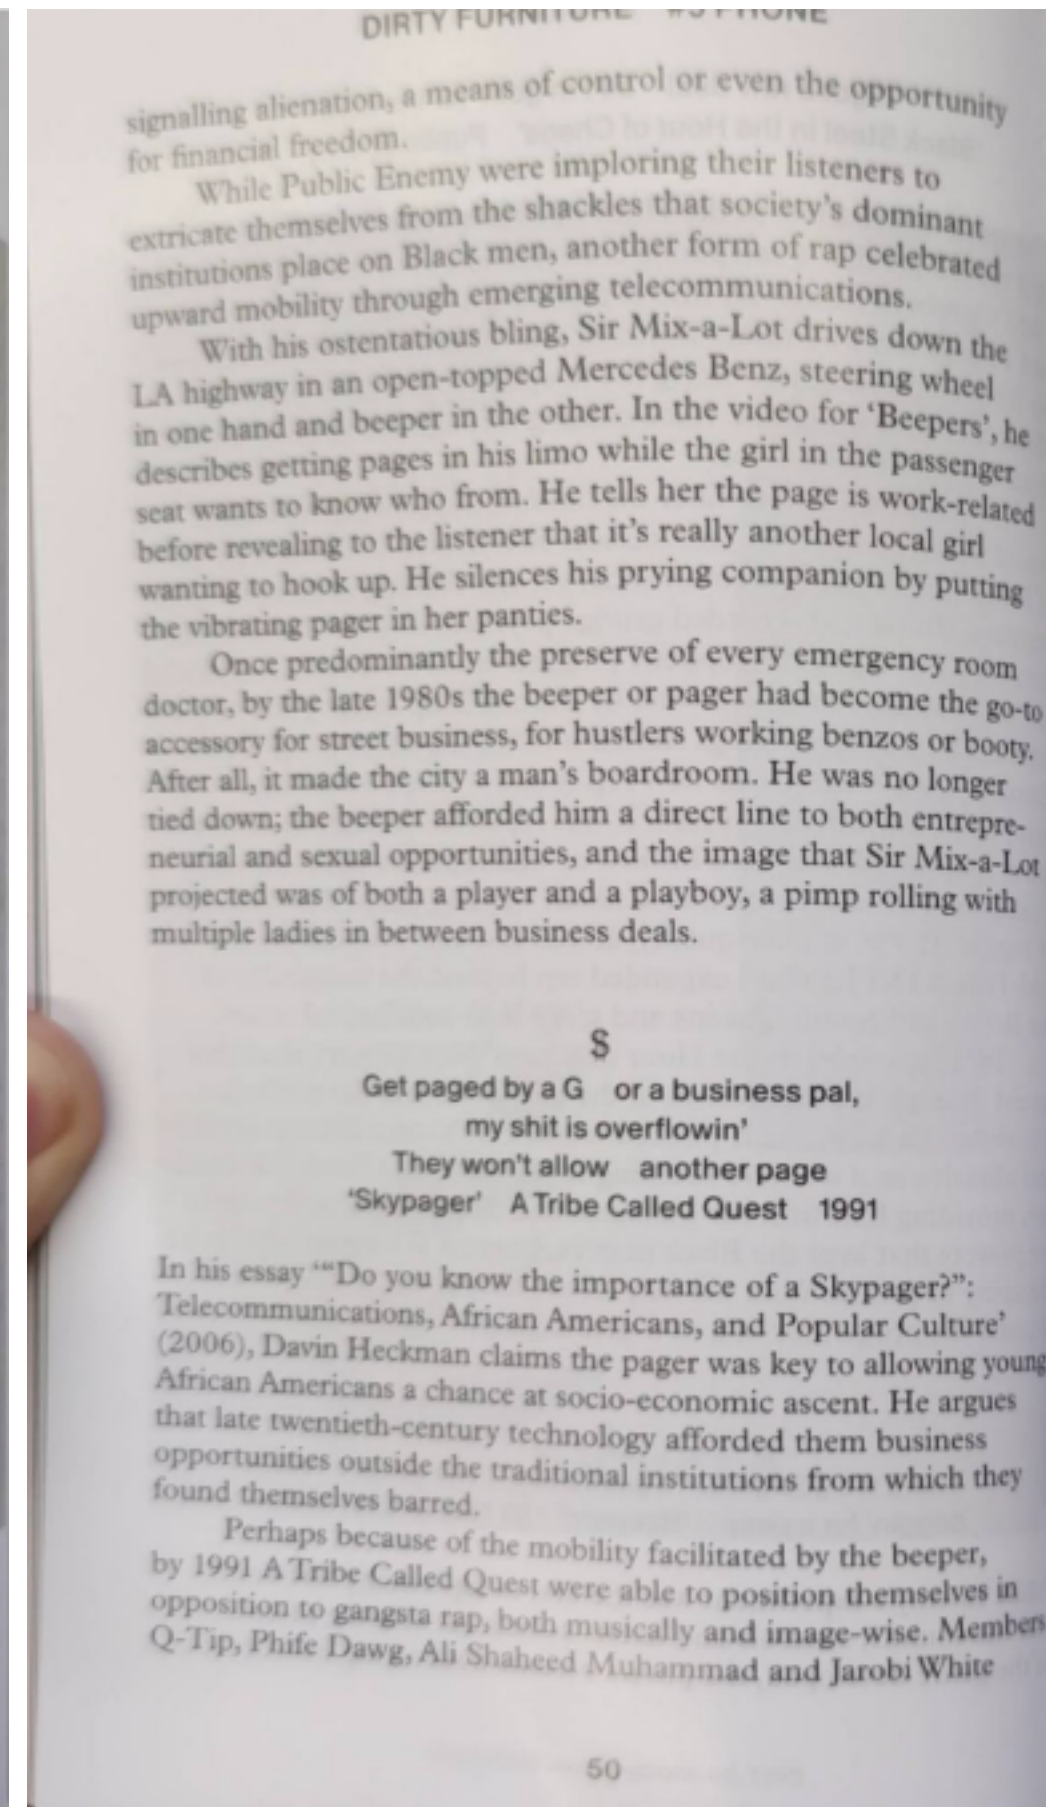 DIRTY FURNITURE #5 PHONE
signalling alienation, a means of control or even the opportunity
for financial freedom.
While Public Enemy were imploring their listeners to
extricate themselves from the shackles that society's dominant
institutions place on Black men, another form of rap celebrated
upward mobility through emerging telecommunications.
With his ostentatious bling, Sir Mix-a-Lot drives down the
LA highway in an open-topped Mercedes Benz, steering wheel
in one hand and beeper in the other. In the video for ‘Beepers’, he
describes getting pages in his limo while the girl in the passenger
seat wants to know who from. He tells her the page is work-related
before revealing to the listener that it's really another local girl
wanting to hook up. He silences his prying companion by putting
the vibrating pager in her panties.
Once predominantly the preserve of every emergency room
doctor, by the late 1980s the beeper or pager had become the go-to
accessory for street business, for hustlers working benzos or booty.
After all, it made the city a man's boardroom. He was no longer
tied down; the beeper afforded him a direct line to both entrepre-
neurial and sexual opportunities, and the image that Sir Mix-a-Lot
projected was of both a player and a playboy, a pimp rolling with
multiple ladies in between business deals.
$
Get paged by a G or a business pal,
my shit is overflowin'
They won't allow another page
‘Skypager’ A Tribe Called Quest 1991
In his essay ‘“Do you know the importance of a Skypager?”:
Telecommunications, African Americans, and Popular Culture’
(2006), Davin Heckman claims the pager was key to allowing young
African Americans a chance at socio-economic ascent. He argues
that late twentieth-century technology afforded them business
opportunities outside the traditional institutions from which they
found themselves barred.
Perhaps because of the mobility facilitated by the beeper,
by 1991 A Tribe Called Quest were able to position themselves in
opposition to gangsta rap, both musically and image-wise. Members
Q-Tip, Phife Dawg, Ali Shaheed Muhammad and Jarobi White
50